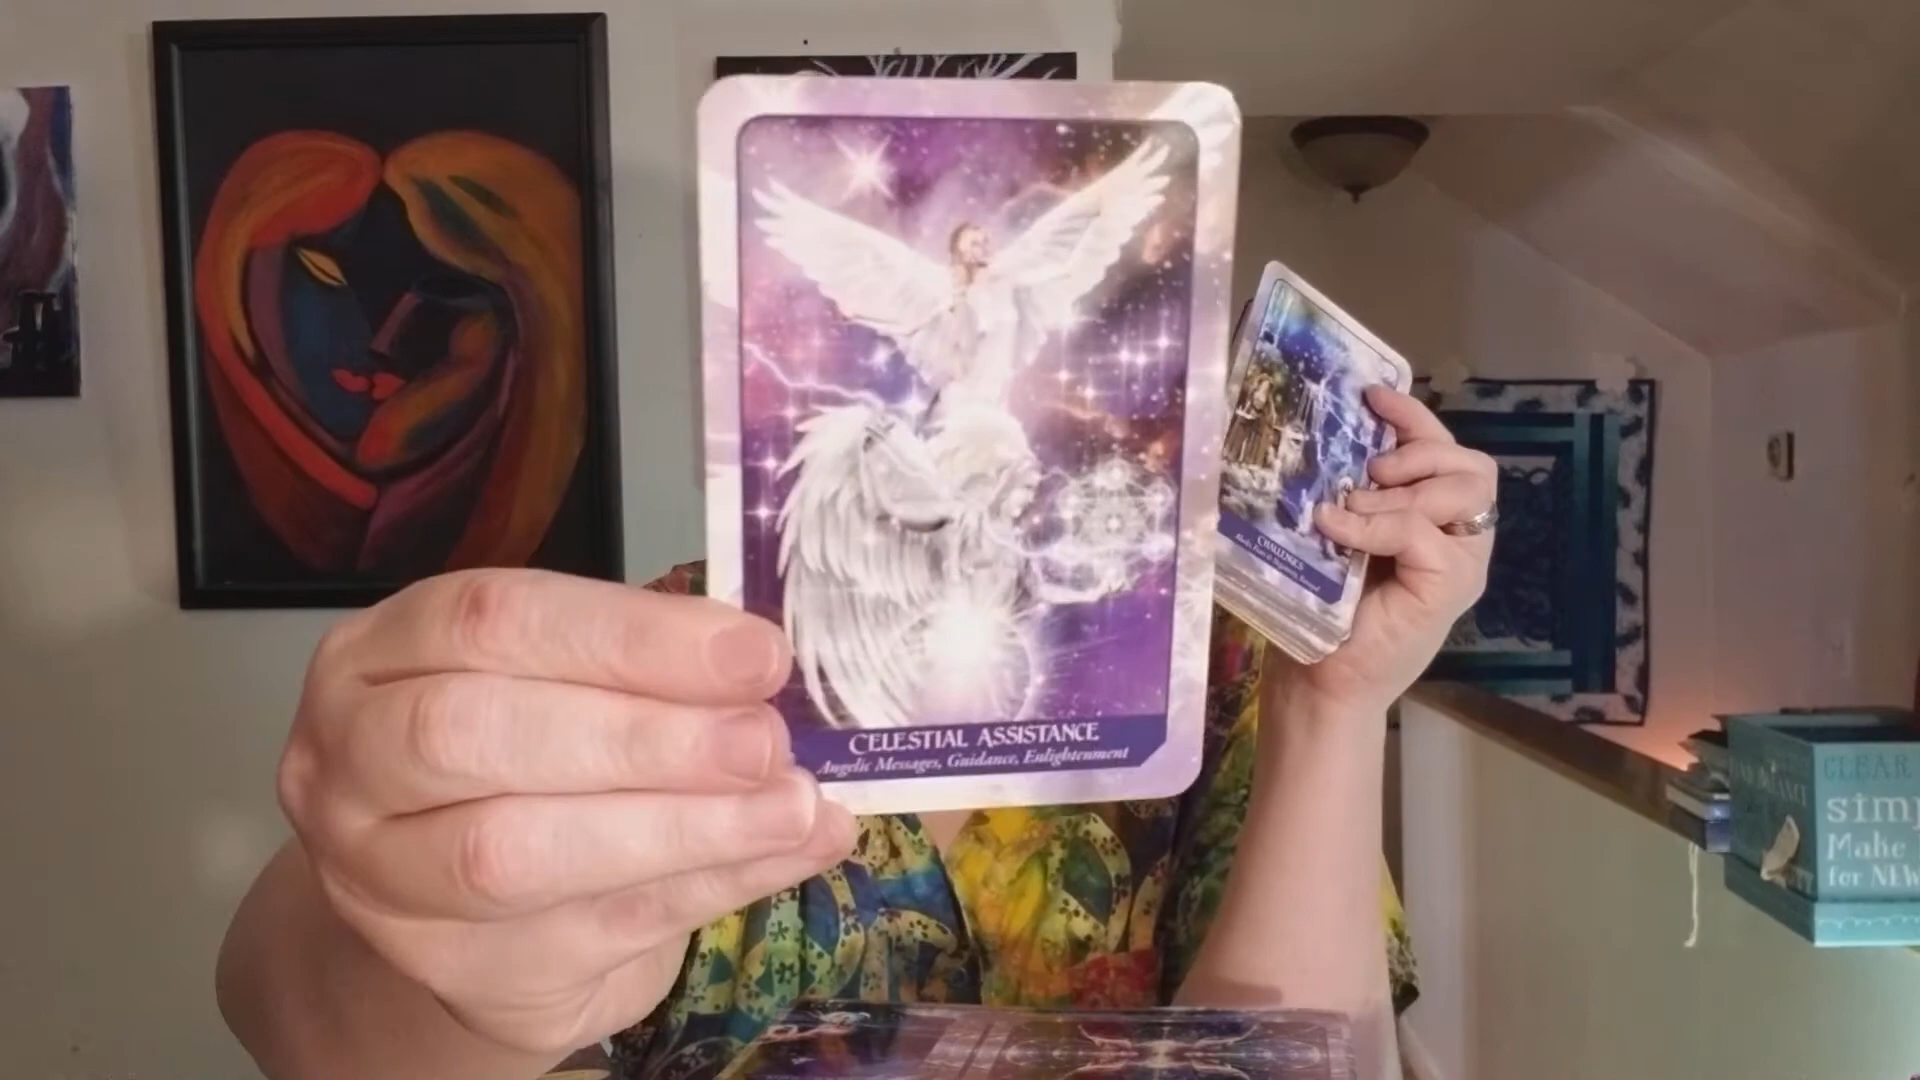 CELESTIAL ASSISTANCE
Angelic Messages, Guidance, Enlightenment
CHALLENGES
CLEAR
simp
Make
for NEW